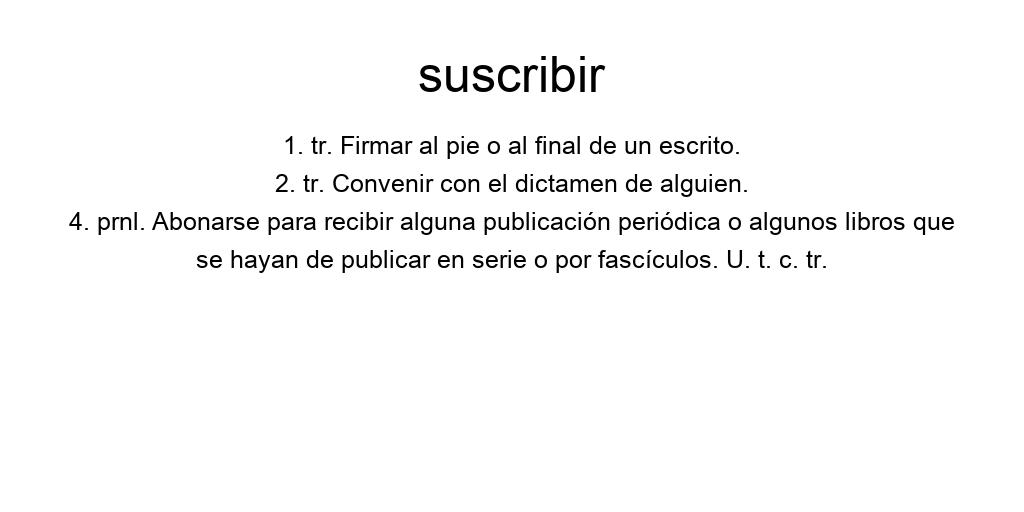 suscribir
1. tr. Firmar al pie o al final de un escrito.
2. tr. Convenir con el dictamen de alguien.
4. prnl. Abonarse para recibir alguna publicación periódica o algunos libros que
se hayan de publicar en serie o por fascículos. U. t. c. tr.